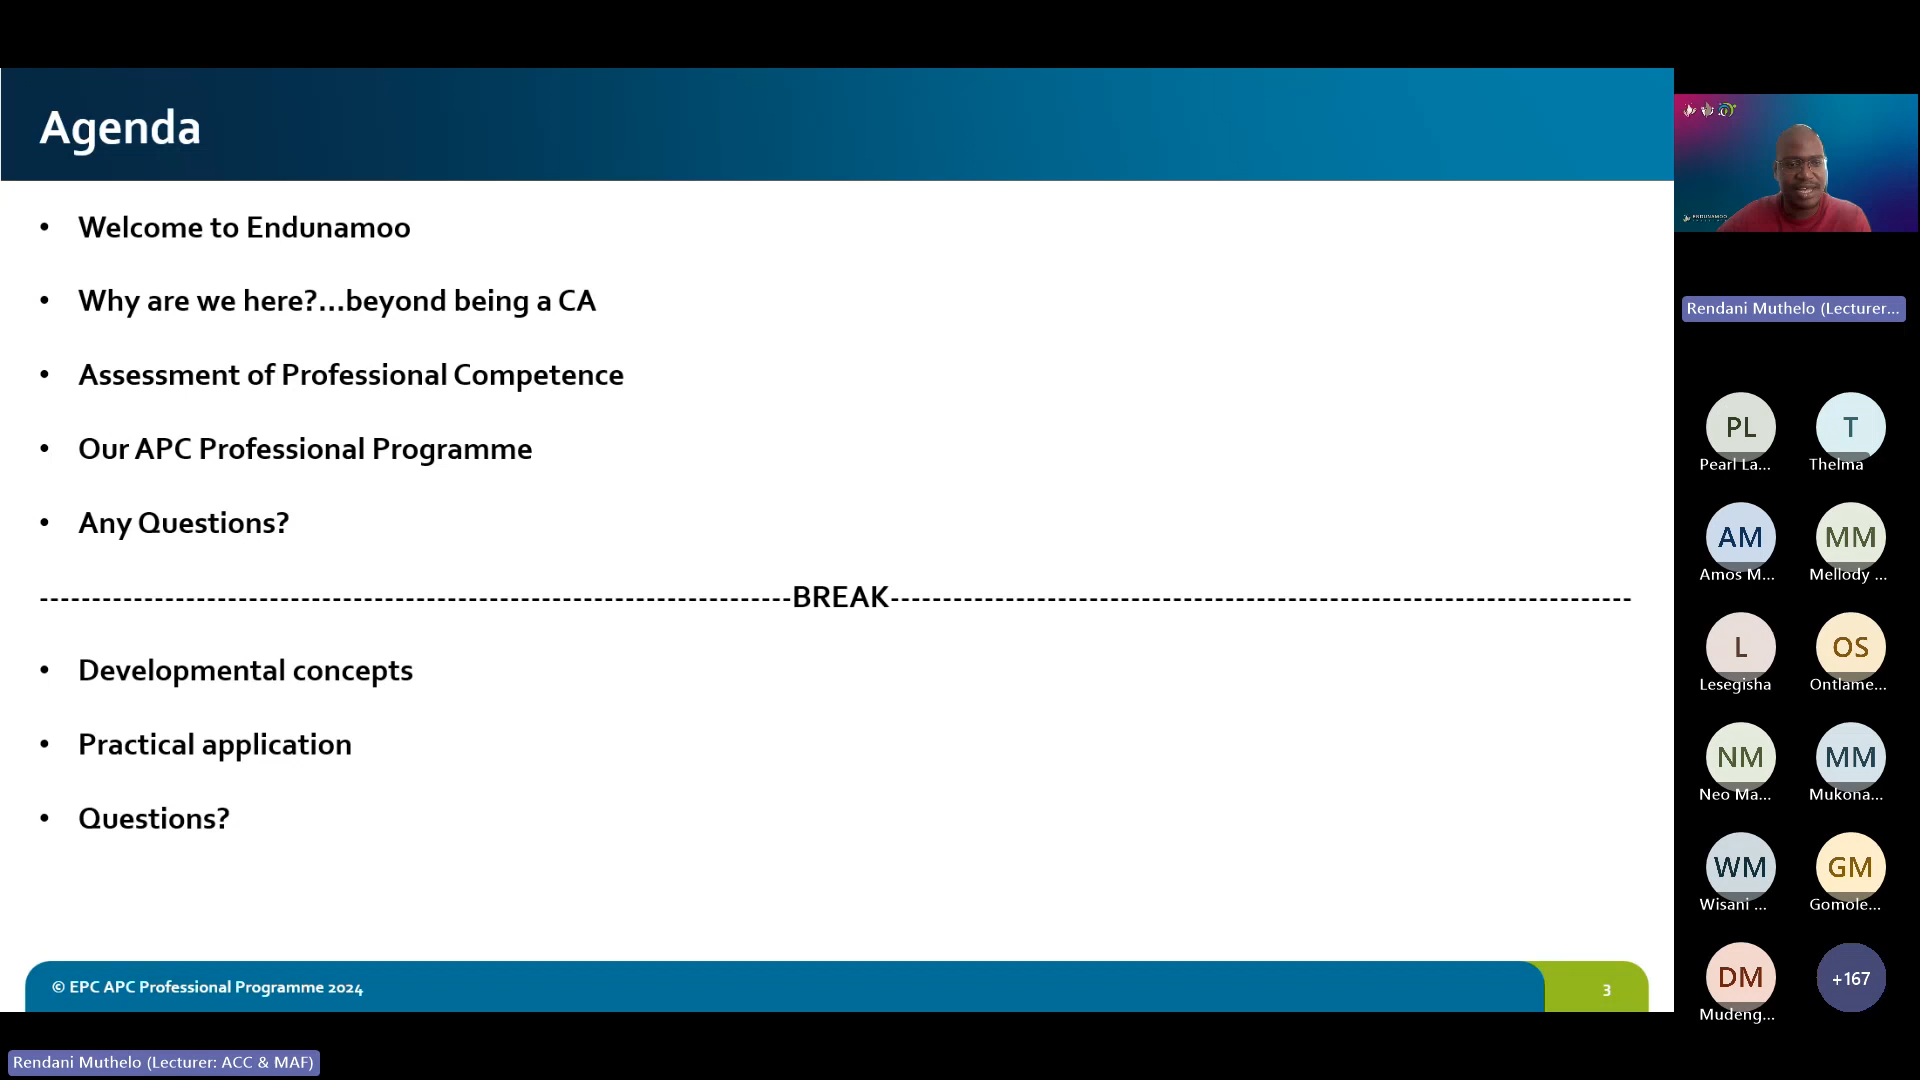 Agenda
• Welcome to Endunamoo
• Why are we here?...beyond being a CA
• Assessment of Professional Competence
• Our APC Professional Programme
• Any Questions?
------------------------------------------------------------------------BREAK-----------------------------------------------------------------------
• Developmental concepts
• Practical application
• Questions?
© EPC APC Professional Programme 2024
3
ENDUNAMOO
Rendani Muthelo (Lecturer...
PL
Pearl La...
T
Thelma
AM
Amos M...
MM
Mellody ...
L
Lesegisha
OS
Ontlame...
NM
Neo Ma...
MM
Mukona...
WM
Wisani ...
GM
Gomole...
DM
Mudeng...
+167
Rendani Muthelo (Lecturer: ACC & MAF)